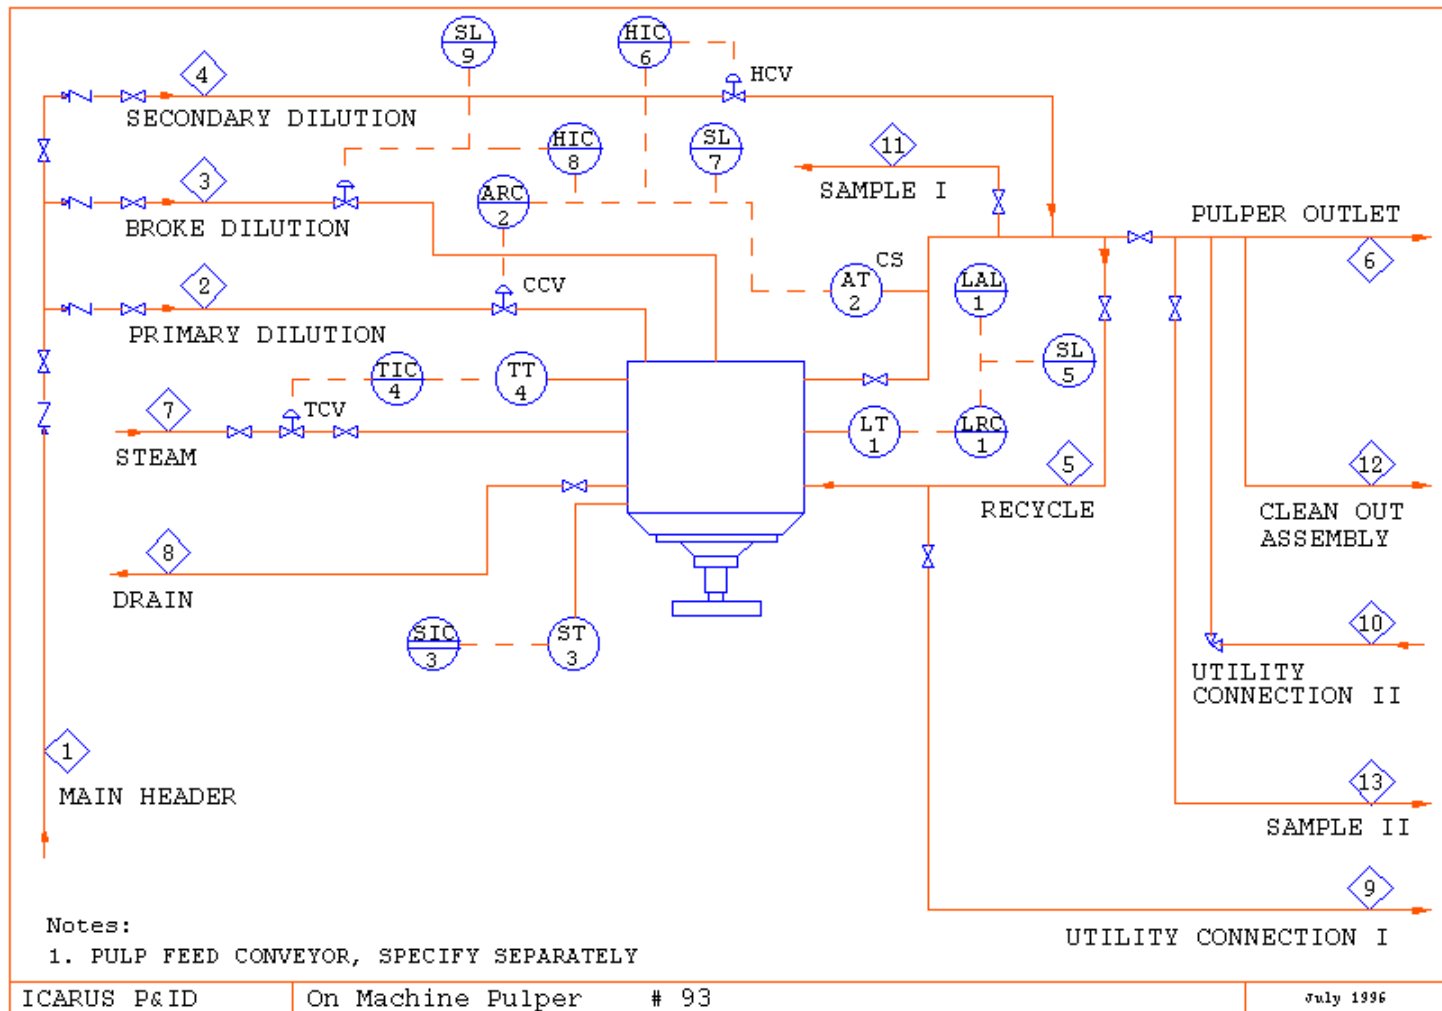 SL
9
HIC
6
HCV
4
SECONDARY DILUTION
HIC
8
SL
7
11
SAMPLE I
3
BROKE DILUTION
ARC
2
PULPER OUTLET
6
2
PRIMARY DILUTION
CCV
AT
2
CS
LAL
1
SL
5
TIC
4
TT
4
7
STEAM
TCV
LT
1
LRC
1
5
RECYCLE
12
CLEAN OUT
ASSEMBLY
8
DRAIN
SIC
3
ST
3
10
UTILITY
CONNECTION II
1
MAIN HEADER
13
SAMPLE II
9
UTILITY CONNECTION I
Notes:
1. PULP FEED CONVEYOR, SPECIFY SEPARATELY
ICARUS P&ID
On Machine Pulper # 93
July 1996